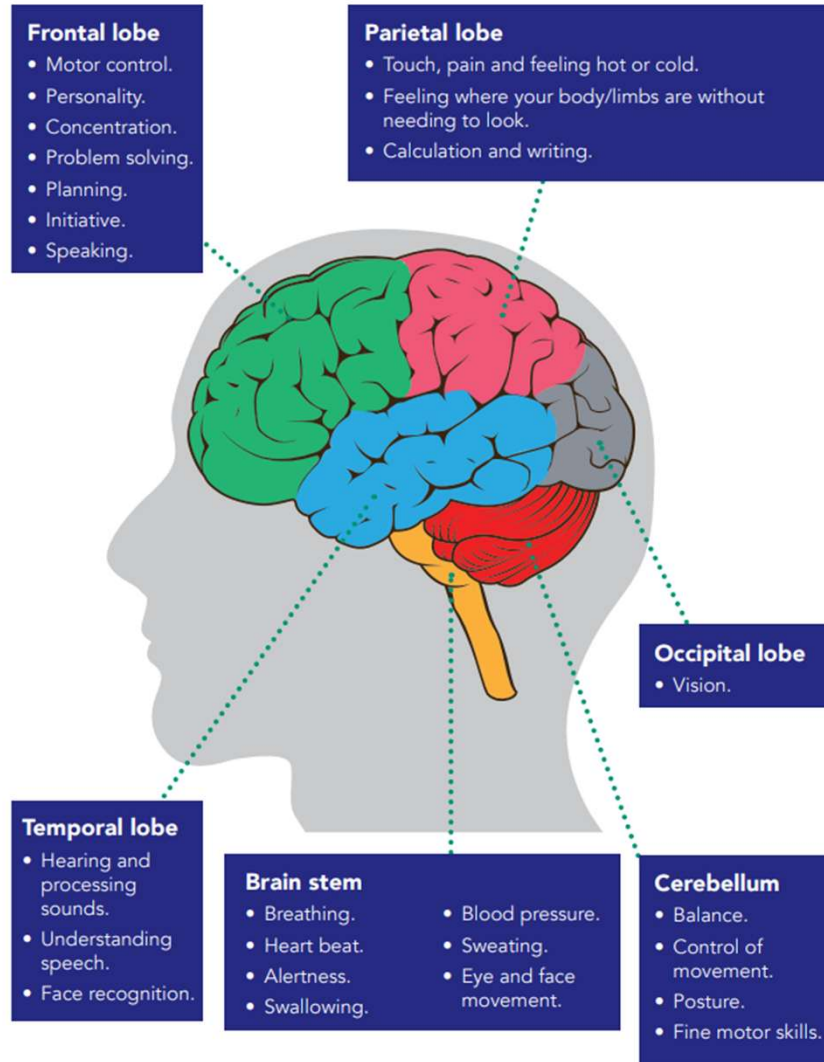 Frontal lobe
• Motor control.
• Personality.
• Concentration.
• Problem solving.
• Planning.
• Initiative.
• Speaking.
Parietal lobe
• Touch, pain and feeling hot or cold.
• Feeling where your body/limbs are without
needing to look.
• Calculation and writing.
Occipital lobe
• Vision.
Temporal lobe
• Hearing and
processing
sounds.
• Understanding
speech.
• Face recognition.
Brain stem
• Breathing.
• Heart beat.
• Alertness.
• Swallowing.
• Blood pressure.
• Sweating.
• Eye and face
movement.
Cerebellum
• Balance.
• Control of
movement.
• Posture.
• Fine motor skills.